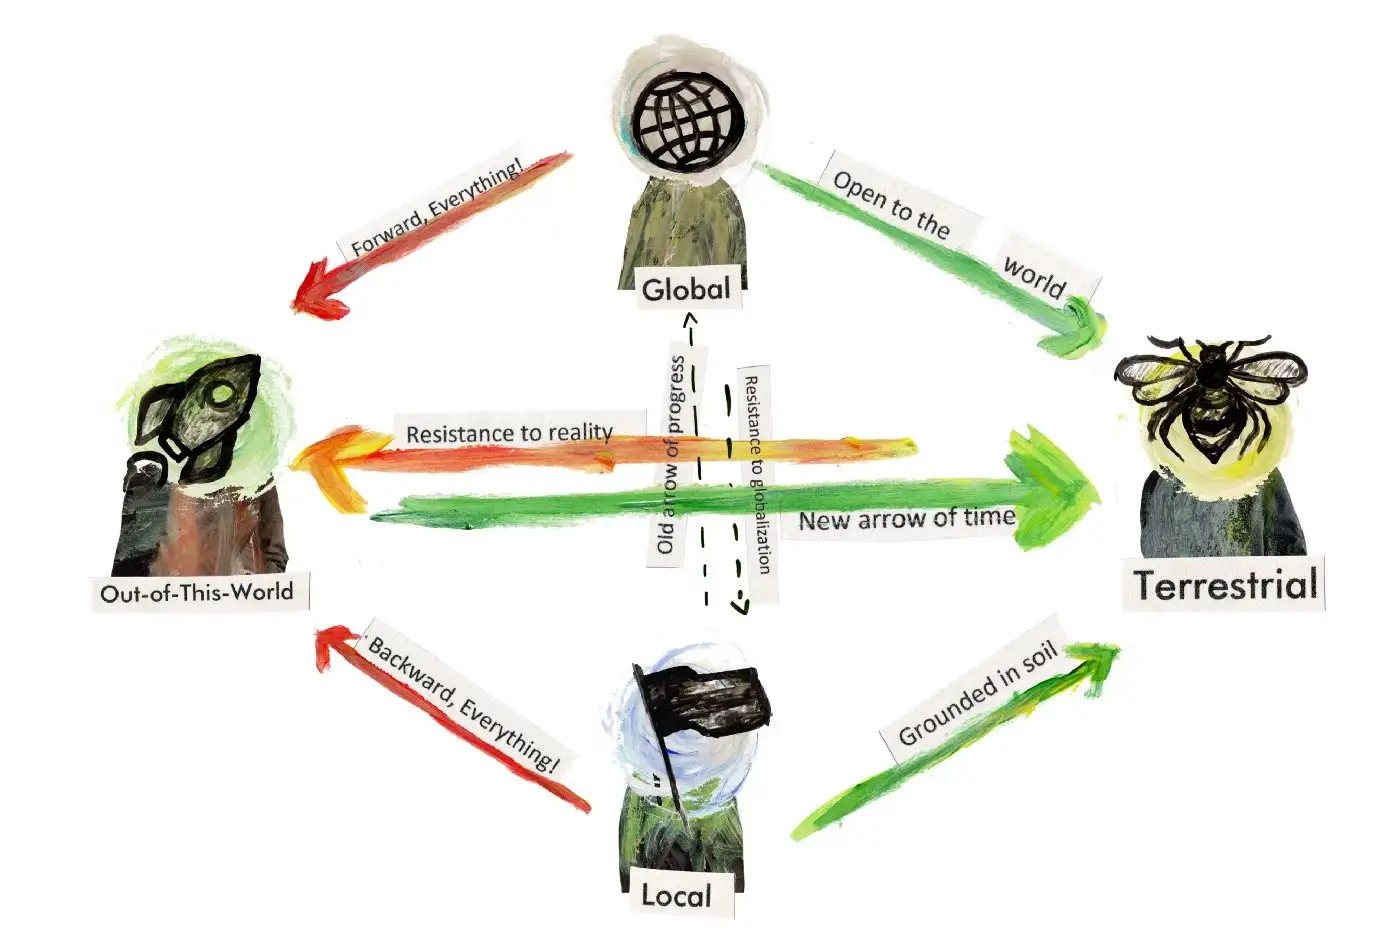 Forward, Everything!
Open to the
world
Global
Resistance to reality
Old arrow of progress
Resistance to globalization
New arrow of time
Out-of-This-World
Terrestrial
Backward, Everything!
Grounded in soil
Local